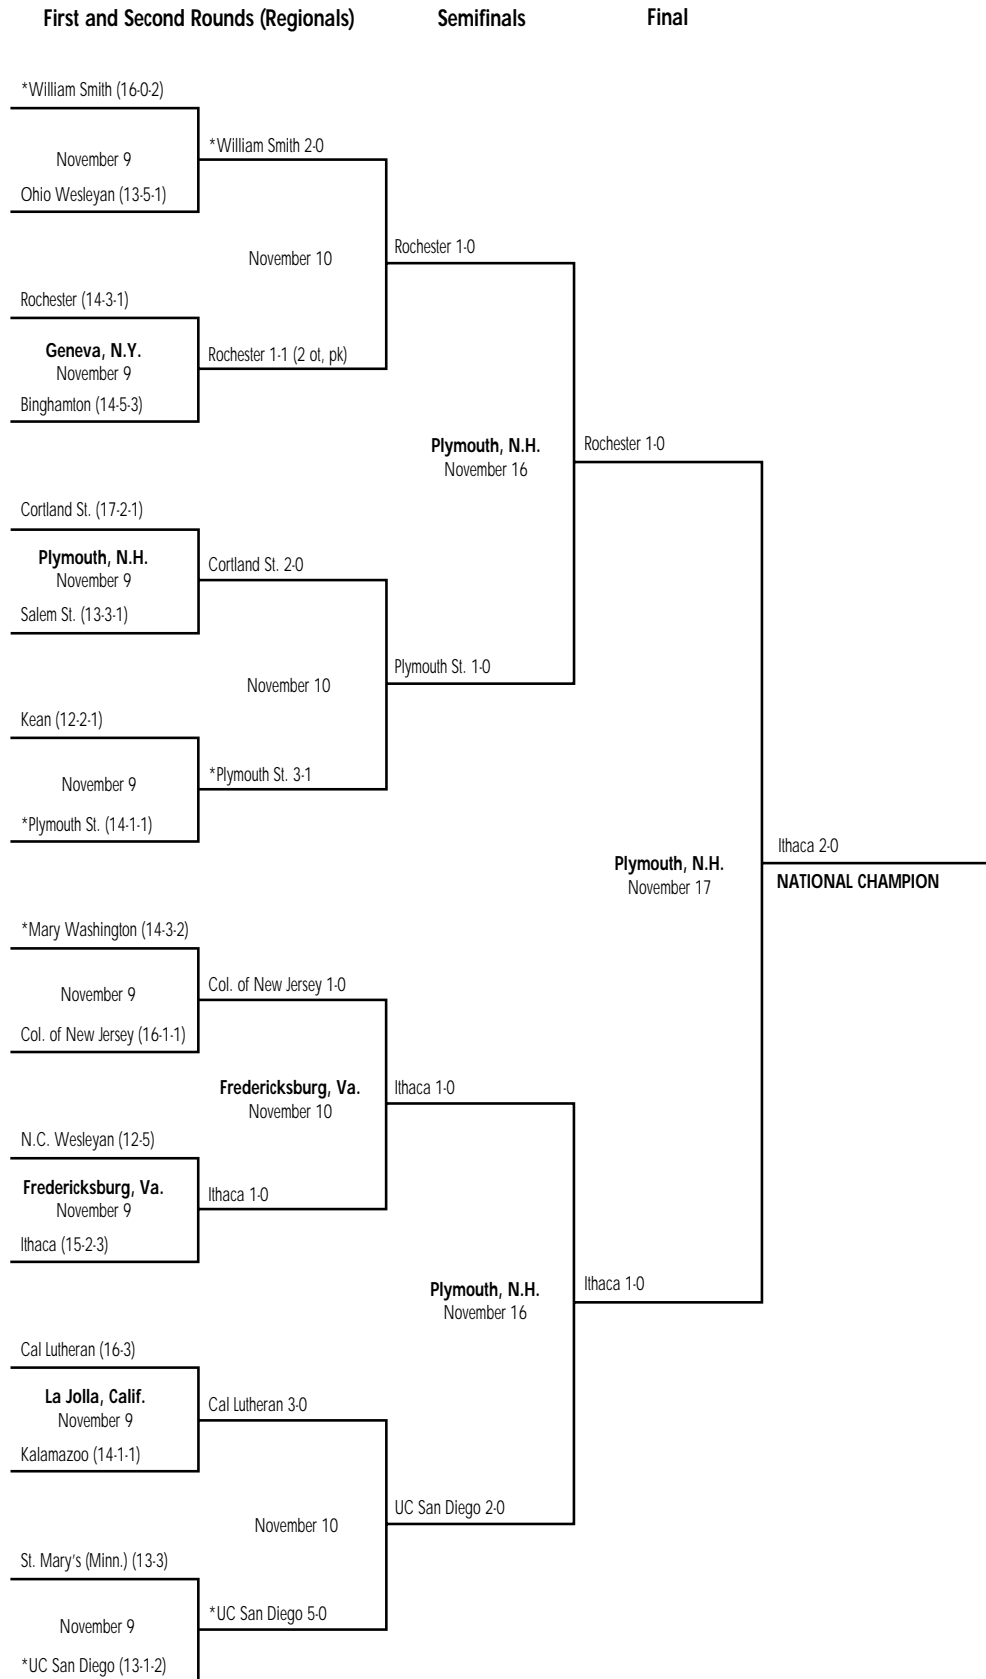 First and Second Rounds (Regionals) Semifinals Final
*William Smith (16-0-2)
*William Smith 2-0
November 9
Ohio Wesleyan (13-5-1)
Rochester 1-0
November 10
Rochester (14-3-1)
Geneva, N.Y.
Rochester 1-1 (2 ot, pk)
November 9
Binghamton (14-5-3)
Plymouth, N.H.
Rochester 1-0
November 16
Cortland St. (17-2-1)
Plymouth, N.H.
Cortland St. 2-0
November 9
Salem St. (13-3-1)
Plymouth St. 1-0
November 10
Kean (12-2-1)
*Plymouth St. 3-1
November 9
*Plymouth St. (14-1-1)
Ithaca 2-0
Plymouth, N.H.
NATIONAL CHAMPION
November 17
*Mary Washington (14-3-2)
Col. of New Jersey 1-0
November 9
Col. of New Jersey (16-1-1)
Fredericksburg, Va.
Ithaca 1-0
November 10
N.C. Wesleyan (12-5)
Fredericksburg, Va.
Ithaca 1-0
November 9
Ithaca (15-2-3)
Plymouth, N.H.
Ithaca 1-0
November 16
Cal Lutheran (16-3)
La Jolla, Calif.
Cal Lutheran 3-0
November 9
Kalamazoo (14-1-1)
UC San Diego 2-0
November 10
St. Mary's (Minn.) (13-3)
*UC San Diego 5-0
November 9
*UC San Diego (13-1-2)